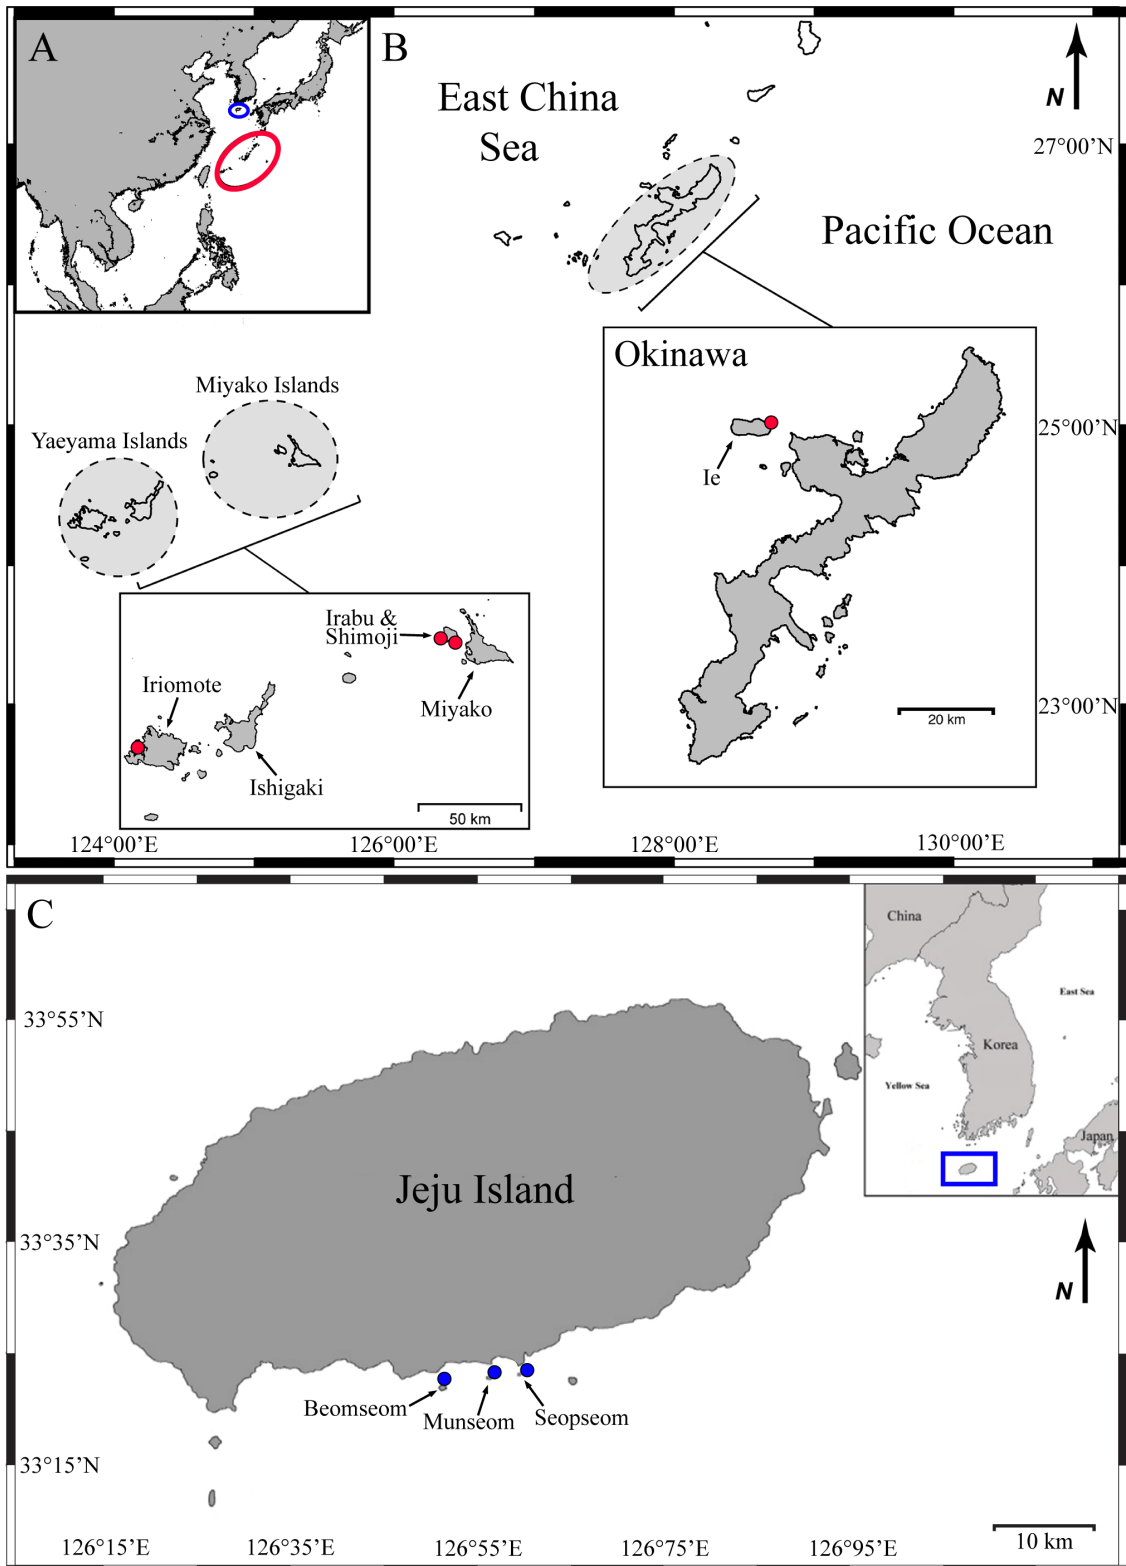 A
B
East China
Sea
N
27°00’N
Pacific Ocean
Okinawa
Miyako Islands
Yaeyama Islands
25°00’N
Ie
Irabu &
Shimoji
Iriomote
Miyako
23°00’N
20 km
Ishigaki
50 km
124°00’E
126°00’E
128°00’E
130°00’E
C
China
East Sea
33°55’N
Korea
Yellow Sea
Japan
Jeju Island
33°35’N
N
Beomseom
Munseom
Seopseom
33°15’N
10 km
126°15’E
126°35’E
126°55’E
126°75’E
126°95’E